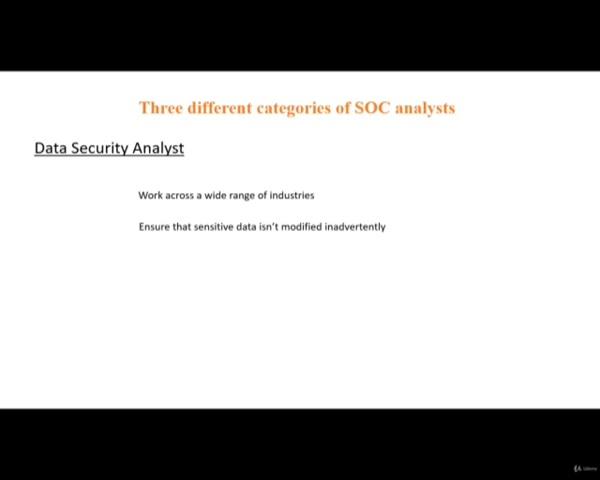 Three different categories of SOC analysts
Data Security Analyst
Work across a wide range of industries
Ensure that sensitive data isn't modified inadvertently
Udemy